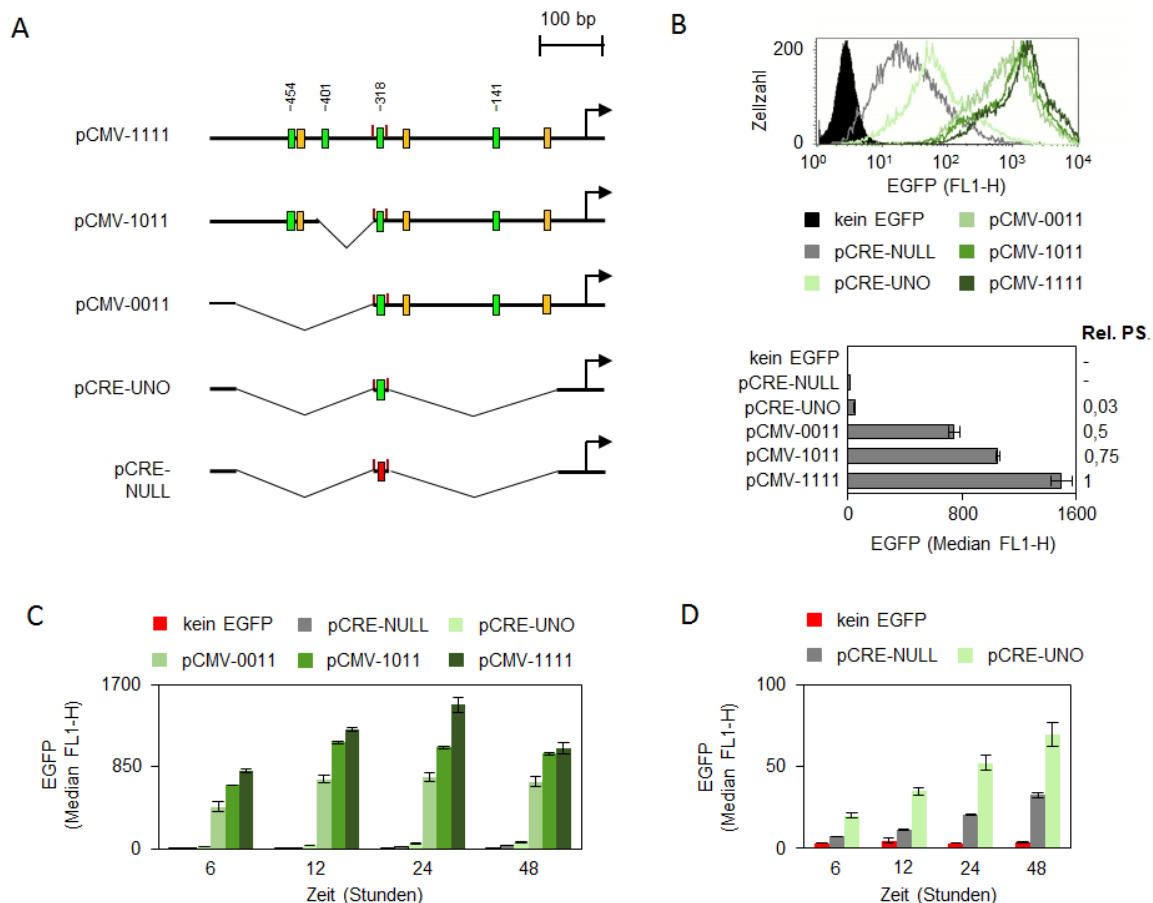 A
100 bp
−454
−401
−318
−141
pCMV-1111
pCMV-1011
pCMV-0011
pCRE-UNO
pCRE-
NULL
B
Zellzahl
200
0
10⁰ 10¹ 10² 10³ 10⁴
EGFP (FL1-H)
kein EGFP
pCMV-0011
pCRE-NULL
pCMV-1011
pCRE-UNO
pCMV-1111
Rel. PS.
kein EGFP -
pCRE-NULL -
pCRE-UNO 0,03
pCMV-0011 0,5
pCMV-1011 0,75
pCMV-1111 1
0 800 1600
EGFP (Median FL1-H)
C
kein EGFP pCRE-NULL pCRE-UNO
pCMV-0011 pCMV-1011 pCMV-1111
EGFP
(Median FL1-H)
1700
850
0
6 12 24 48
Zeit (Stunden)
D
kein EGFP
pCRE-NULL pCRE-UNO
EGFP
(Median FL1-H)
100
50
0
6 12 24 48
Zeit (Stunden)